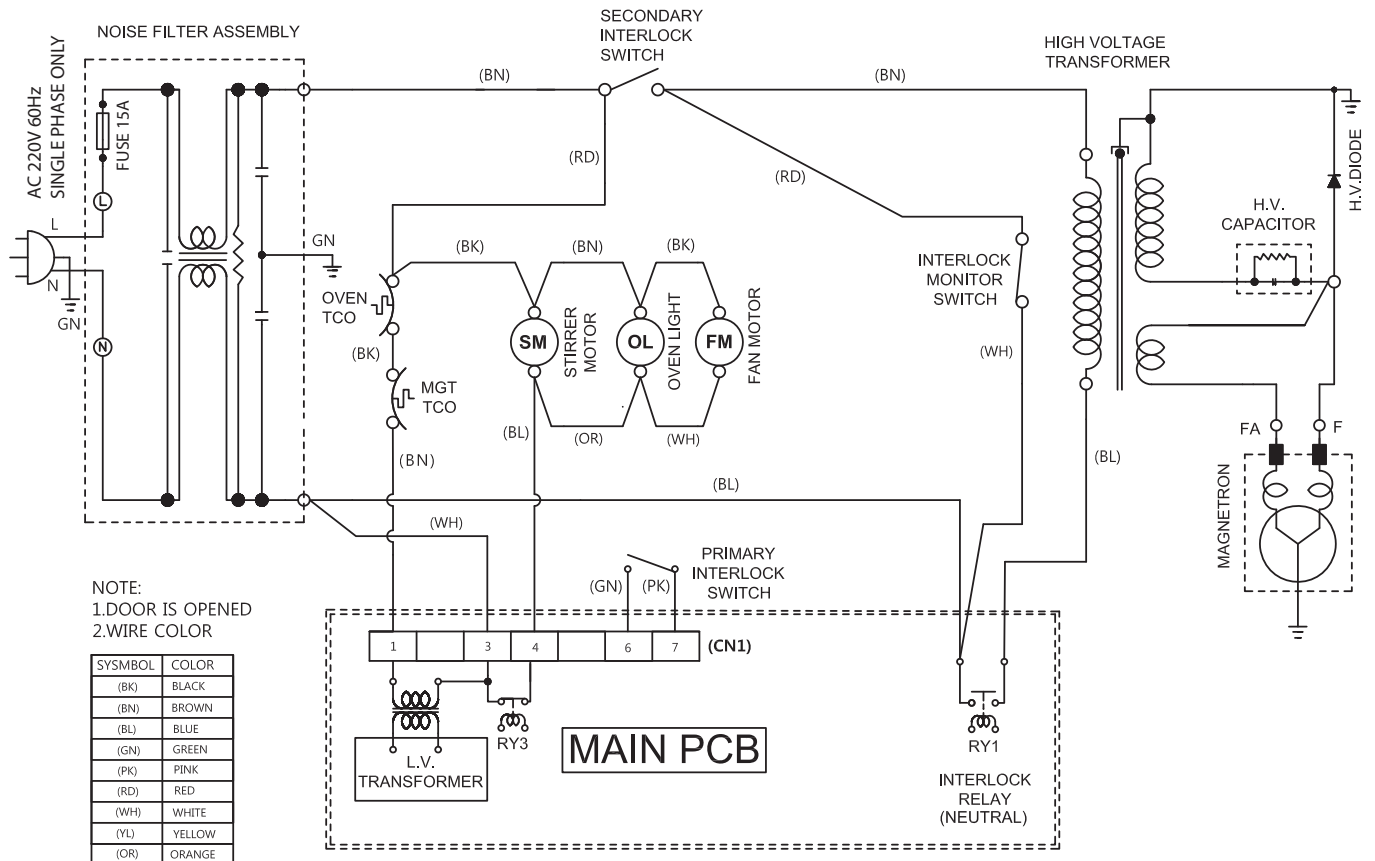 NOISE FILTER ASSEMBLY
SECONDARY
INTERLOCK
SWITCH
HIGH VOLTAGE
TRANSFORMER
AC 220V 60Hz
SINGLE PHASE ONLY
FUSE 15A
L
L
N
GN
N
GN
(BN)
(BN)
(RD)
(RD)
H.V.DIODE
H.V.
CAPACITOR
INTERLOCK
MONITOR
SWITCH
(BK)
(BN)
(BK)
OVEN
TCO
(BK)
MGT
TCO
(BN)
SM
STIRRER
MOTOR
OL
OVEN LIGHT
FM
FAN MOTOR
(WH)
(BL)
(OR)
(WH)
(BL)
(BL)
(WH)
FA
F
MAGNETRON
PRIMARY
INTERLOCK
SWITCH
(GN)
(PK)
NOTE:
1.DOOR IS OPENED
2.WIRE COLOR
SYSMBOL COLOR
(BK) BLACK
(BN) BROWN
(BL) BLUE
(GN) GREEN
(PK) PINK
(RD) RED
(WH) WHITE
(YL) YELLOW
(OR) ORANGE
1 3 4 6 7 (CN1)
L.V.
TRANSFORMER
RY3
MAIN PCB
RY1
INTERLOCK
RELAY
(NEUTRAL)